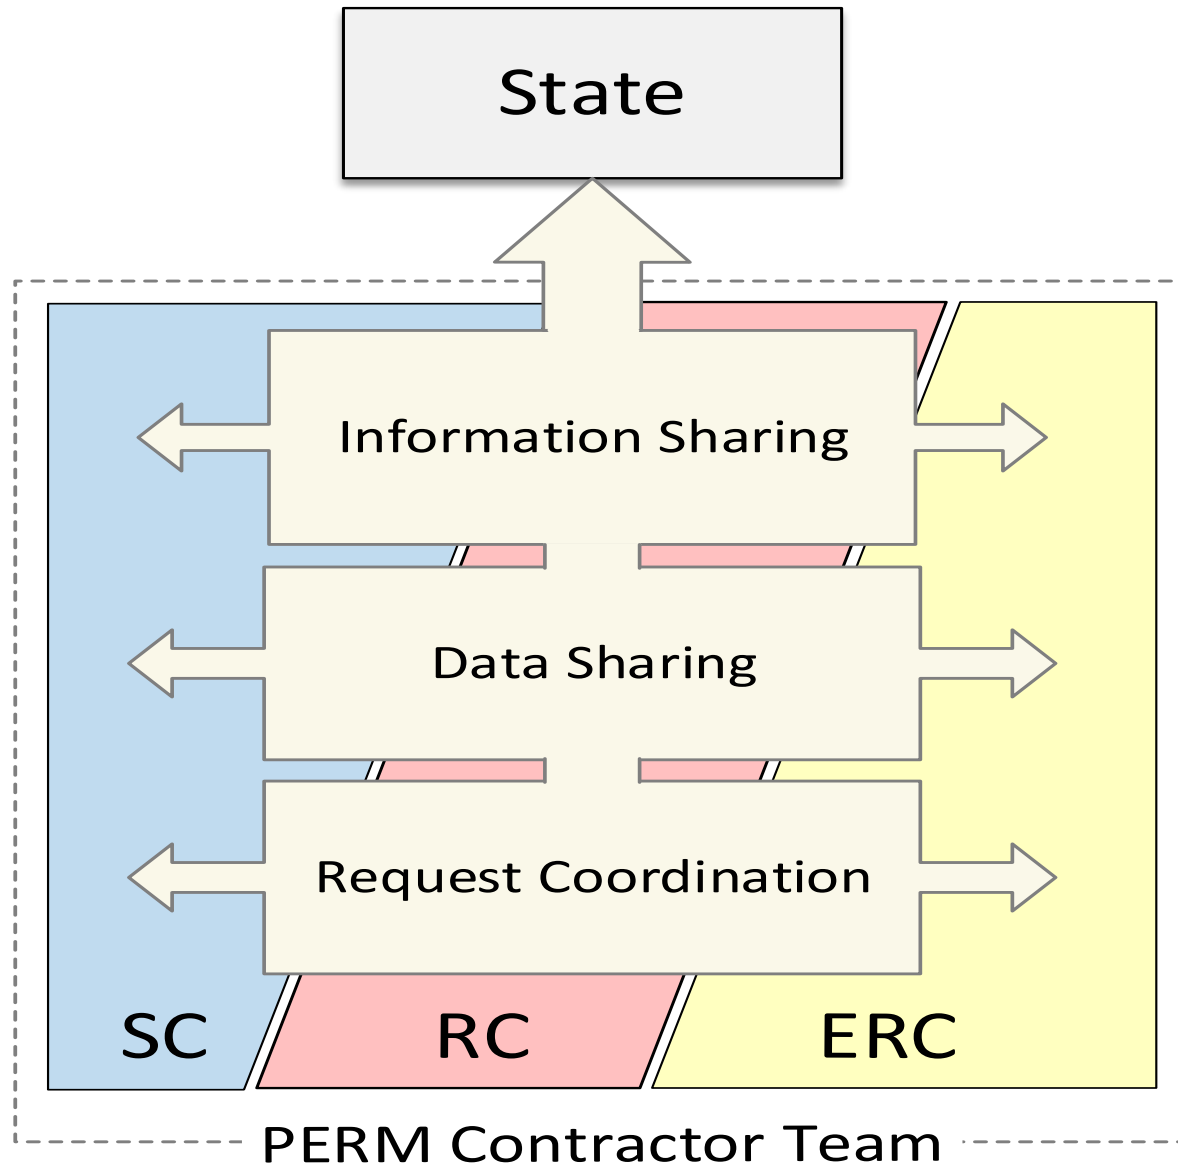 State
Information Sharing
Data Sharing
Request Coordination
SC RC ERC
PERM Contractor Team